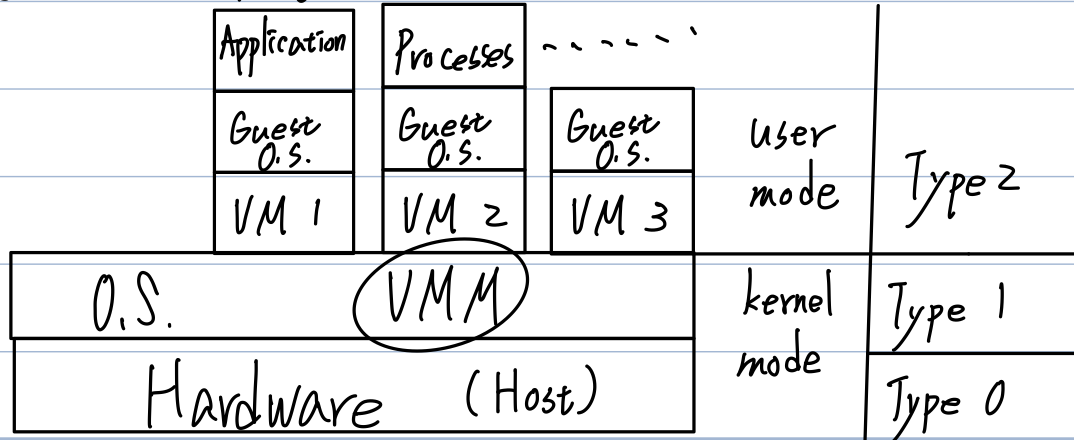 Application
Processes
Guest
O.S.
Guest
O.S.
Guest
O.S.
user
mode
Type 2
VM 1
VM 2
VM 3
O.S.
VMM
kernel
mode
Type 1
Hardware (Host)
Type 0